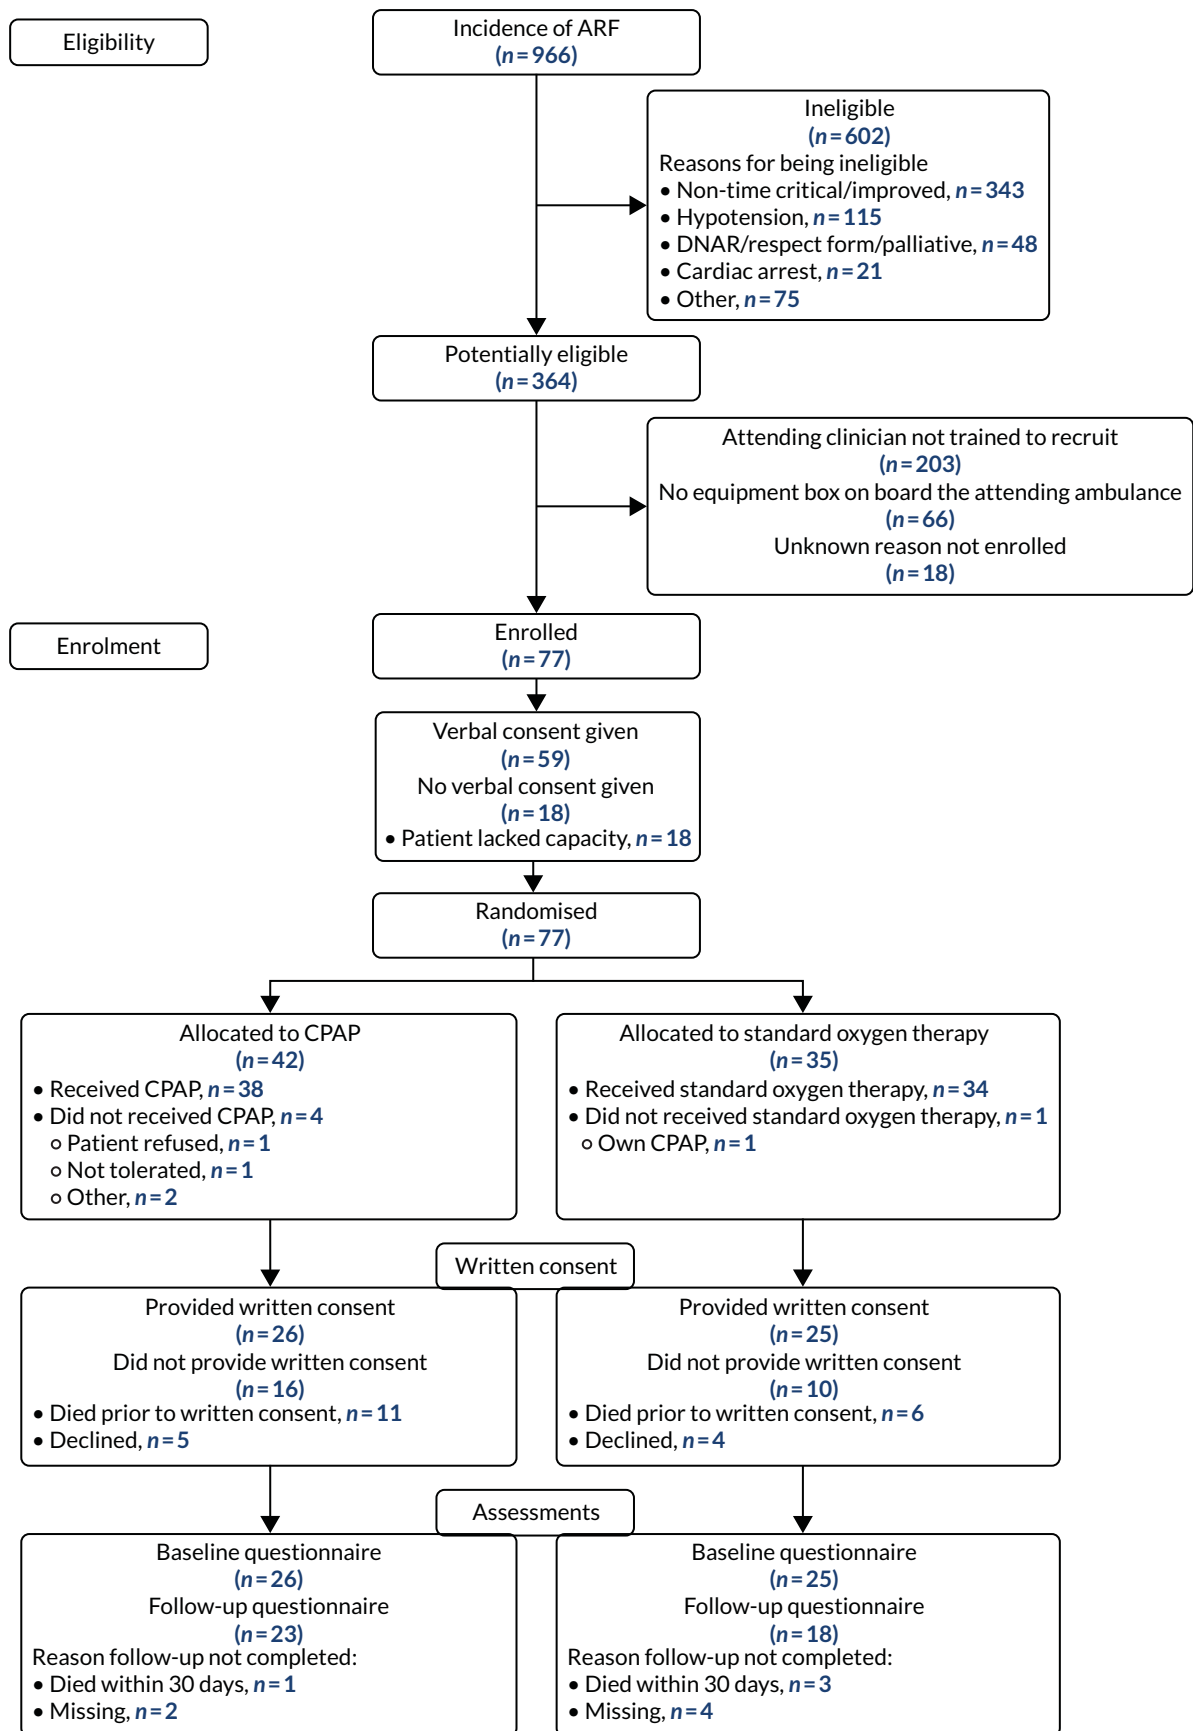 Eligibility
Incidence of ARF
(n=966)
Ineligible
(n=602)
Reasons for being ineligible
• Non-time critical/improved, n=343
• Hypotension, n=115
• DNAR/respect form/palliative, n=48
• Cardiac arrest, n=21
• Other, n=75
Potentially eligible
(n=364)
Attending clinician not trained to recruit
(n=203)
No equipment box on board the attending ambulance
(n=66)
Unknown reason not enrolled
(n=18)
Enrolment
Enrolled
(n=77)
Verbal consent given
(n=59)
No verbal consent given
(n=18)
• Patient lacked capacity, n=18
Randomised
(n=77)
Allocated to CPAP
(n=42)
• Received CPAP, n=38
• Did not received CPAP, n=4
o Patient refused, n=1
o Not tolerated, n=1
o Other, n=2
Allocated to standard oxygen therapy
(n=35)
• Received standard oxygen therapy, n=34
• Did not received standard oxygen therapy, n=1
o Own CPAP, n=1
Written consent
Provided written consent
(n=26)
Did not provide written consent
(n=16)
• Died prior to written consent, n=11
• Declined, n=5
Provided written consent
(n=25)
Did not provide written consent
(n=10)
• Died prior to written consent, n=6
• Declined, n=4
Assessments
Baseline questionnaire
(n=26)
Follow-up questionnaire
(n=23)
Reason follow-up not completed:
• Died within 30 days, n=1
• Missing, n=2
Baseline questionnaire
(n=25)
Follow-up questionnaire
(n=18)
Reason follow-up not completed:
• Died within 30 days, n=3
• Missing, n=4